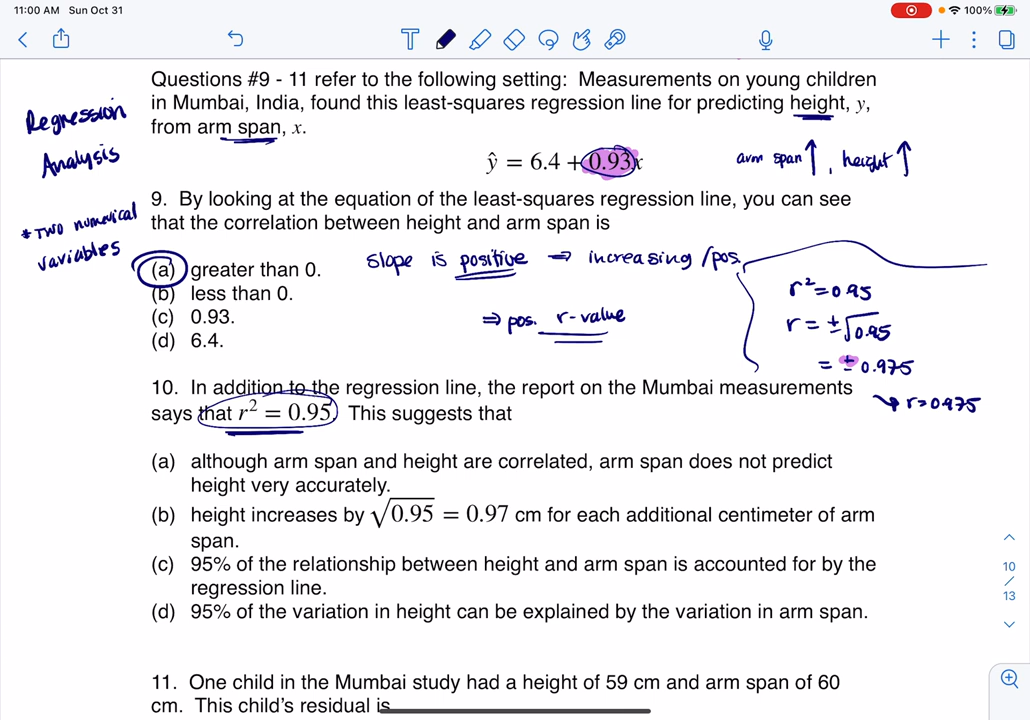 11:00 AM Sun Oct 31
100%
Questions #9 - 11 refer to the following setting: Measurements on young children
in Mumbai, India, found this least-squares regression line for predicting height, y,
from arm span, x.
Regression
Analysis
* Two numerical
variables
ŷ = 6.4 + 0.93x
arm span ↑, height ↑
9. By looking at the equation of the least-squares regression line, you can see
that the correlation between height and arm span is
(a) greater than 0.
(b) less than 0.
(c) 0.93.
(d) 6.4.
slope is positive ⇒ increasing /pos.
⇒ pos. r-value
r² = 0.95
r = ±√0.95
= ± 0.975
↘ r=0.975
10. In addition to the regression line, the report on the Mumbai measurements
says that r² = 0.95. This suggests that
(a) although arm span and height are correlated, arm span does not predict
height very accurately.
(b) height increases by √0.95 = 0.97 cm for each additional centimeter of arm
span.
(c) 95% of the relationship between height and arm span is accounted for by the
regression line.
(d) 95% of the variation in height can be explained by the variation in arm span.
10
/
13
11. One child in the Mumbai study had a height of 59 cm and arm span of 60
cm. This child's residual is